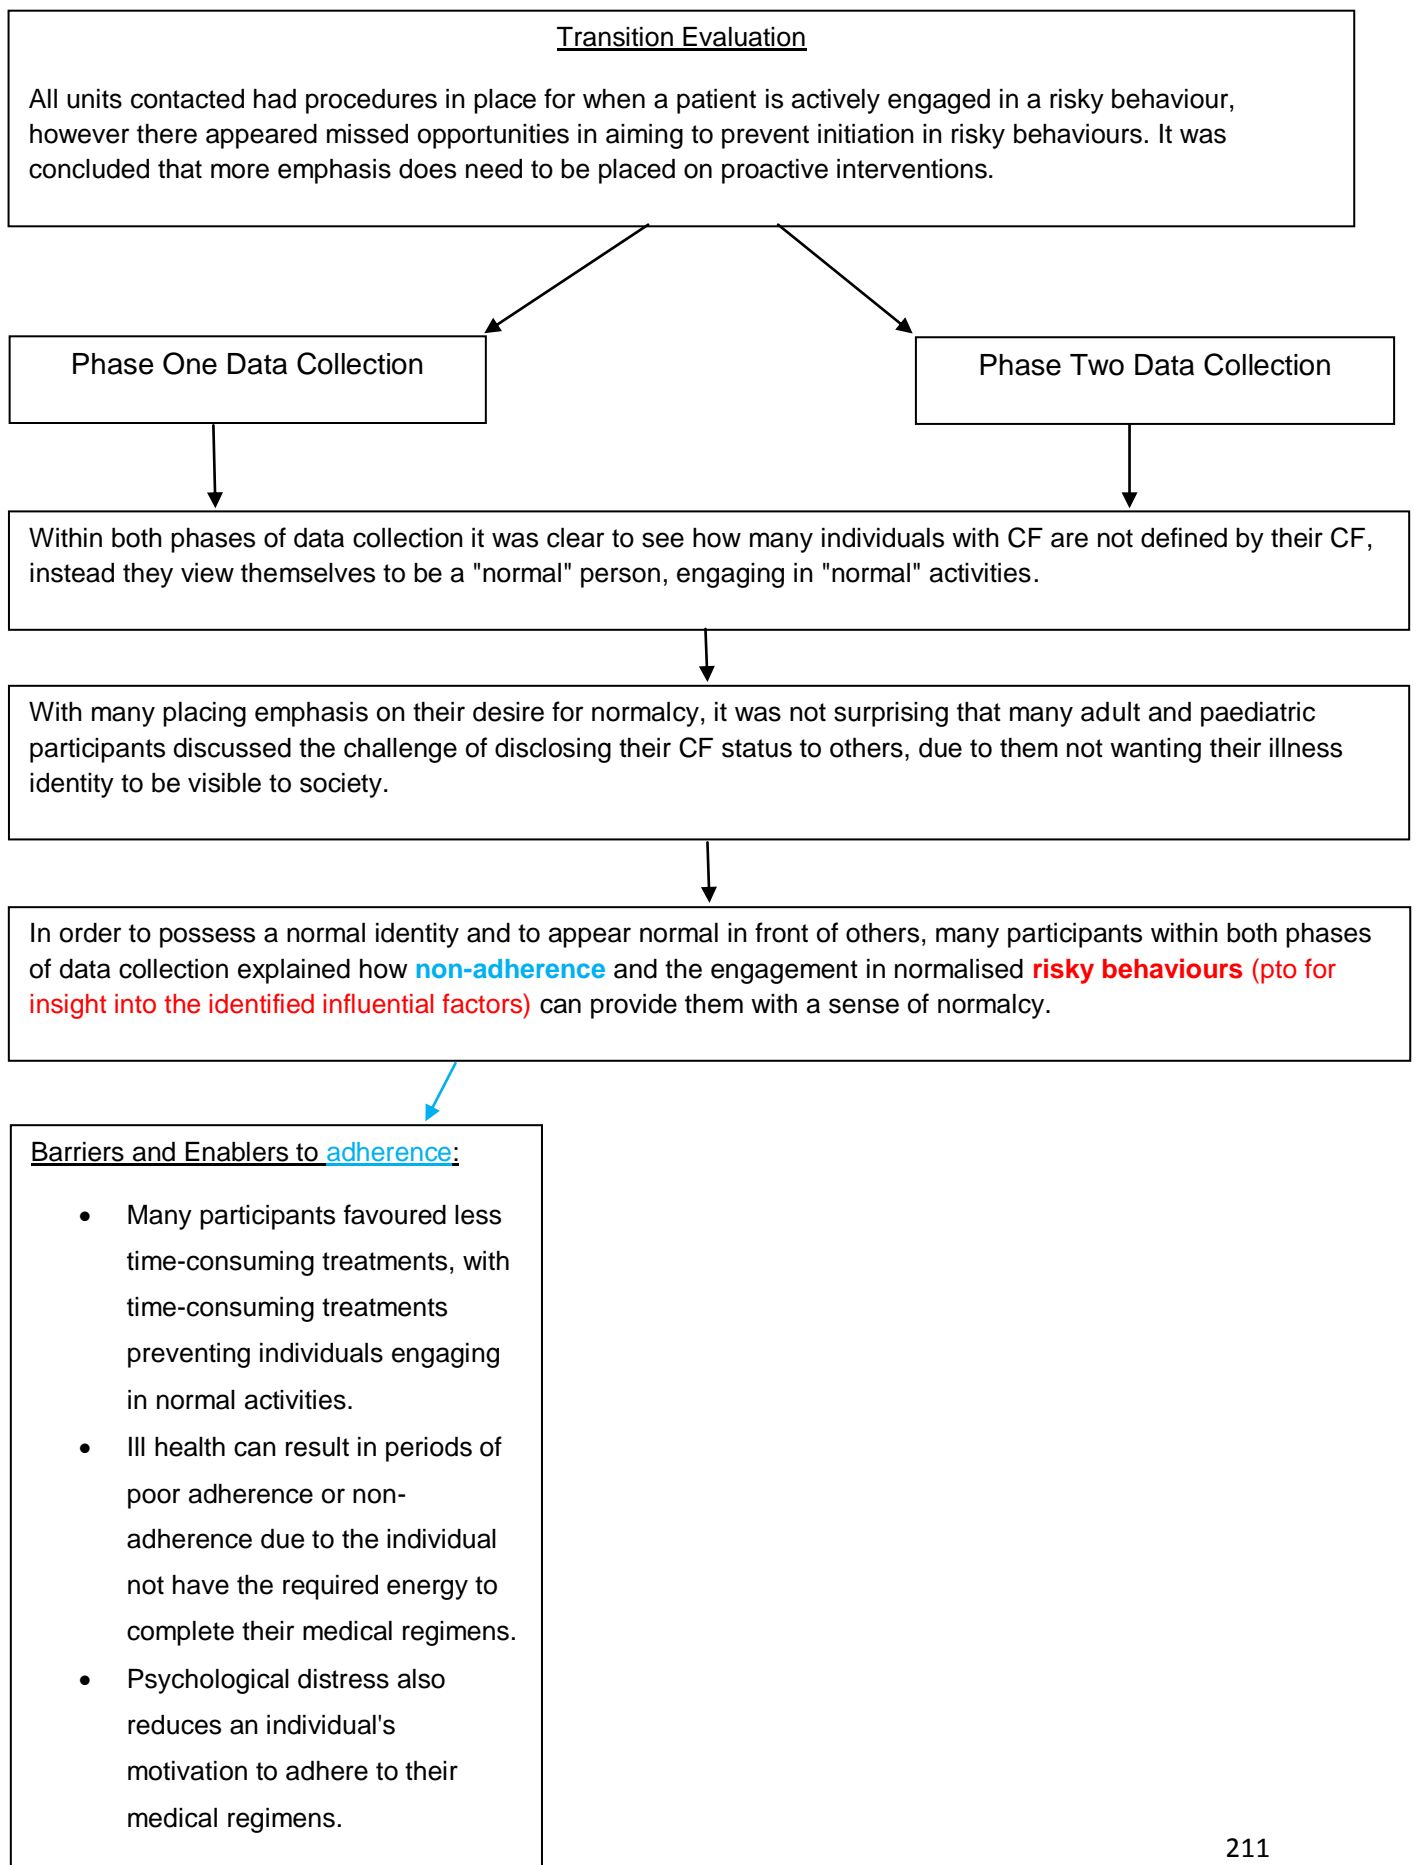 Transition Evaluation
All units contacted had procedures in place for when a patient is actively engaged in a risky behaviour,
however there appeared missed opportunities in aiming to prevent initiation in risky behaviours. It was
concluded that more emphasis does need to be placed on proactive interventions.
Phase One Data Collection
Phase Two Data Collection
Within both phases of data collection it was clear to see how many individuals with CF are not defined by their CF,
instead they view themselves to be a "normal" person, engaging in "normal" activities.
With many placing emphasis on their desire for normalcy, it was not surprising that many adult and paediatric
participants discussed the challenge of disclosing their CF status to others, due to them not wanting their illness
identity to be visible to society.
In order to possess a normal identity and to appear normal in front of others, many participants within both phases
of data collection explained how non-adherence and the engagement in normalised risky behaviours (pto for
insight into the identified influential factors) can provide them with a sense of normalcy.
Barriers and Enablers to adherence:
• Many participants favoured less
time-consuming treatments, with
time-consuming treatments
preventing individuals engaging
in normal activities.
• Ill health can result in periods of
poor adherence or non-
adherence due to the individual
not have the required energy to
complete their medical regimens.
• Psychological distress also
reduces an individual's
motivation to adhere to their
medical regimens.
211